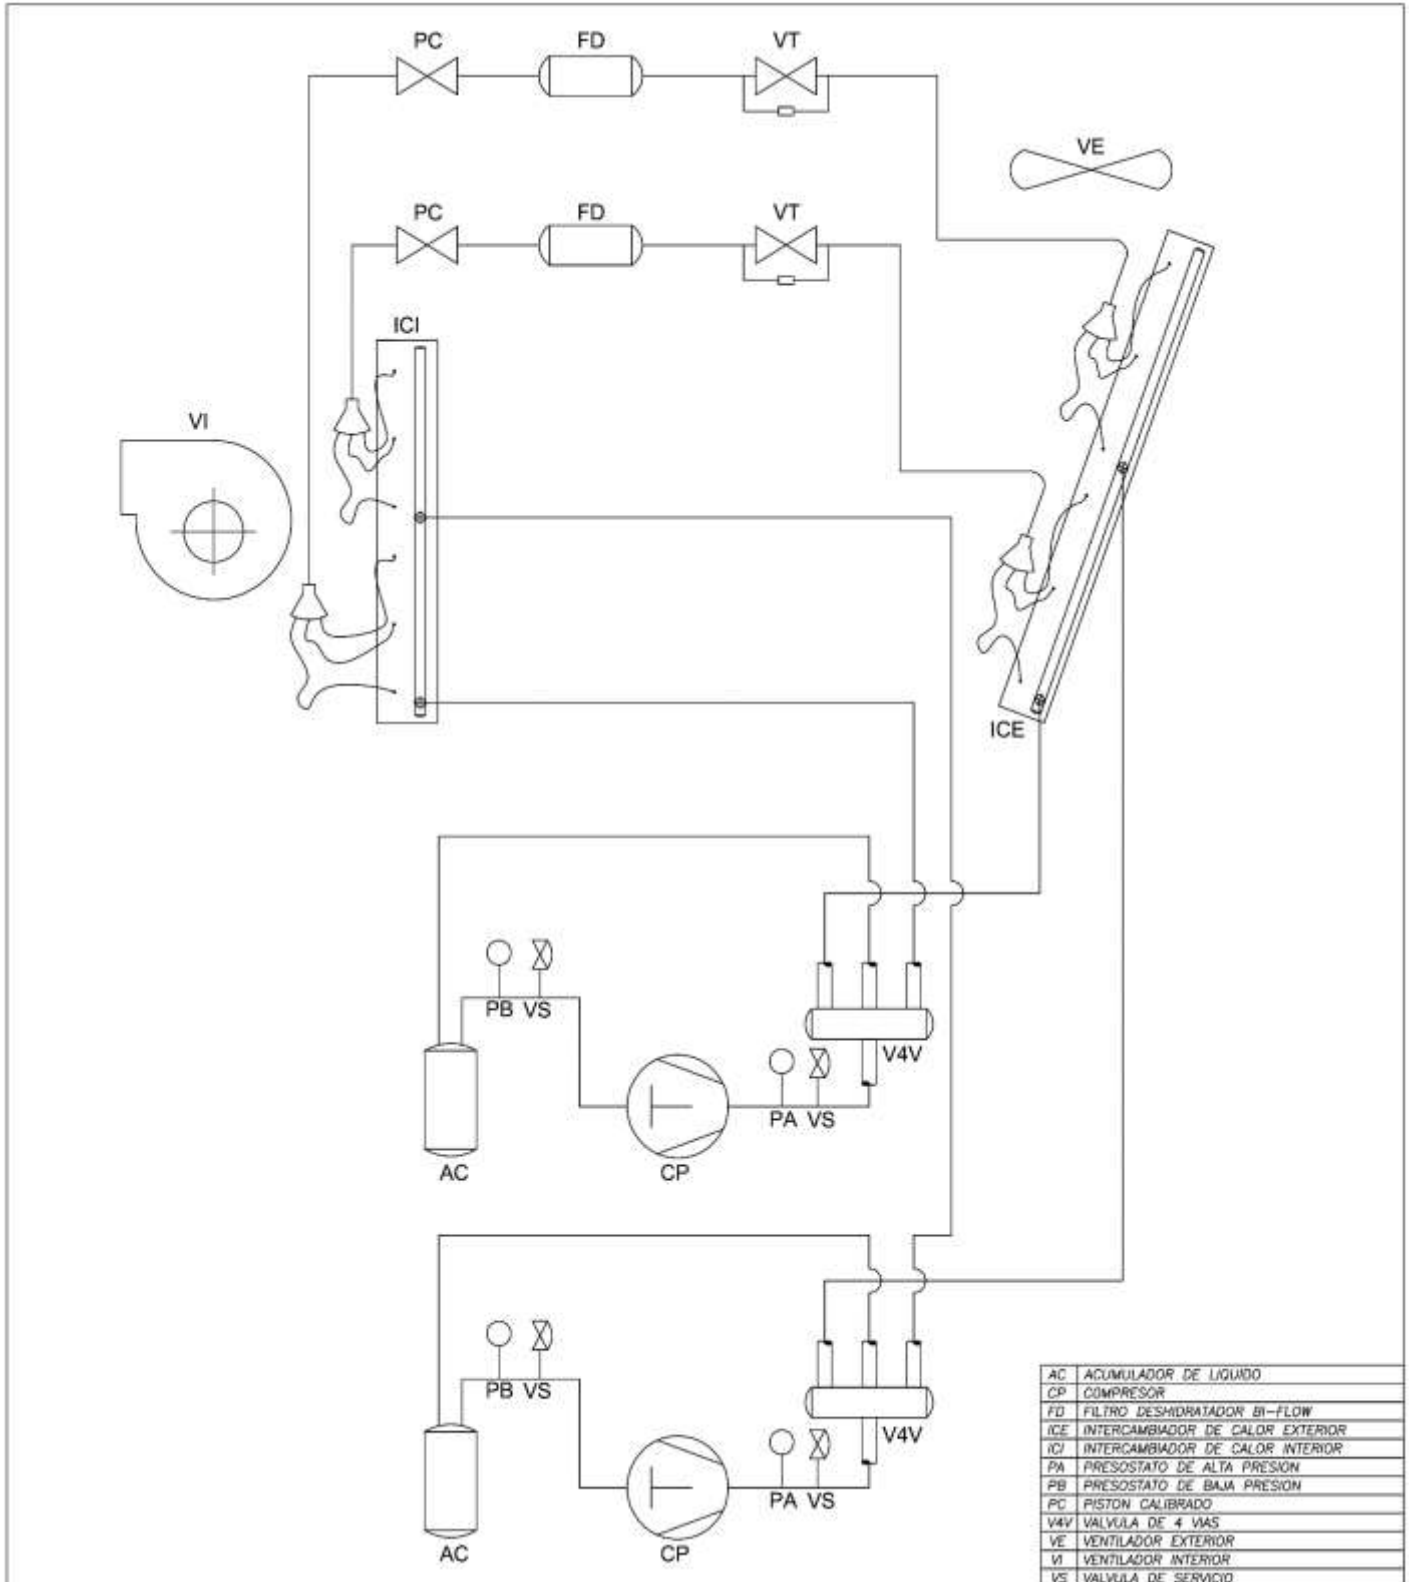 PC FD VT
VE
PC FD VT
ICI
VI
ICE
PB VS
V4V
PA VS
AC CP
PB VS
V4V
PA VS
AC CP
AC ACUMULADOR DE LIQUIDO
CP COMPRESOR
FD FILTRO DESHIDRATADOR BI-FLOW
ICE INTERCAMBIADOR DE CALOR EXTERIOR
ICI INTERCAMBIADOR DE CALOR INTERIOR
PA PRESOSTATO DE ALTA PRESION
PB PRESOSTATO DE BAJA PRESION
PC PISTON CALIBRADO
V4V VALVULA DE 4 VIAS
VE VENTILADOR EXTERIOR
VI VENTILADOR INTERIOR
VS VALVULA DE SERVICIO